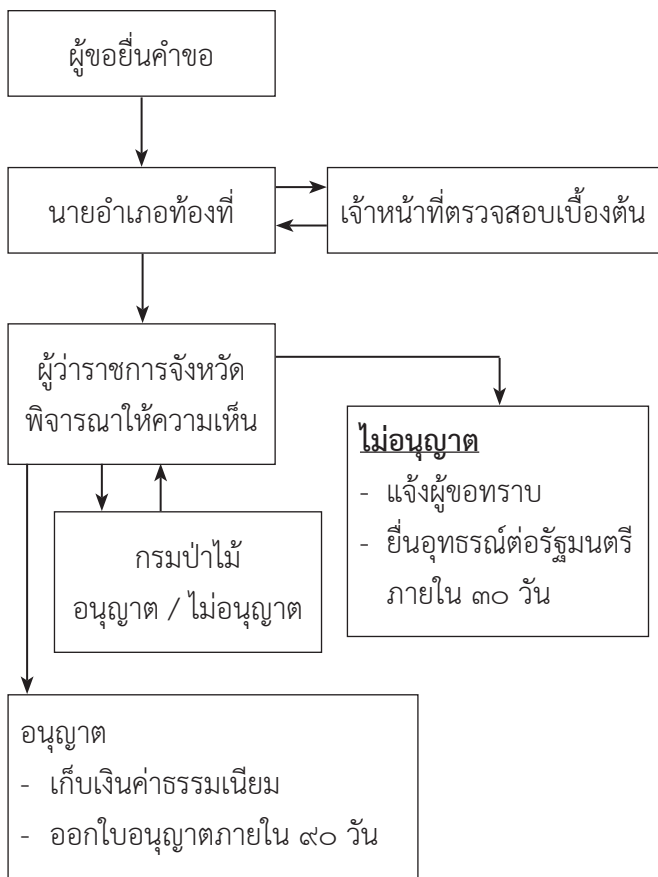 ผู้ขอยื่นคำขอ
นายอำเภอท้องที่
เจ้าหน้าที่ตรวจสอบเบื้องต้น
ผู้ว่าราชการจังหวัด
พิจารณาให้ความเห็น
ไม่อนุญาต
- แจ้งผู้ขอทราบ
- ยื่นอุทธรณ์ต่อรัฐมนตรี
ภายใน ๓๐ วัน
กรมป่าไม้
อนุญาต / ไม่อนุญาต
อนุญาต
- เก็บเงินค่าธรรมเนียม
- ออกใบอนุญาตภายใน ๙๐ วัน